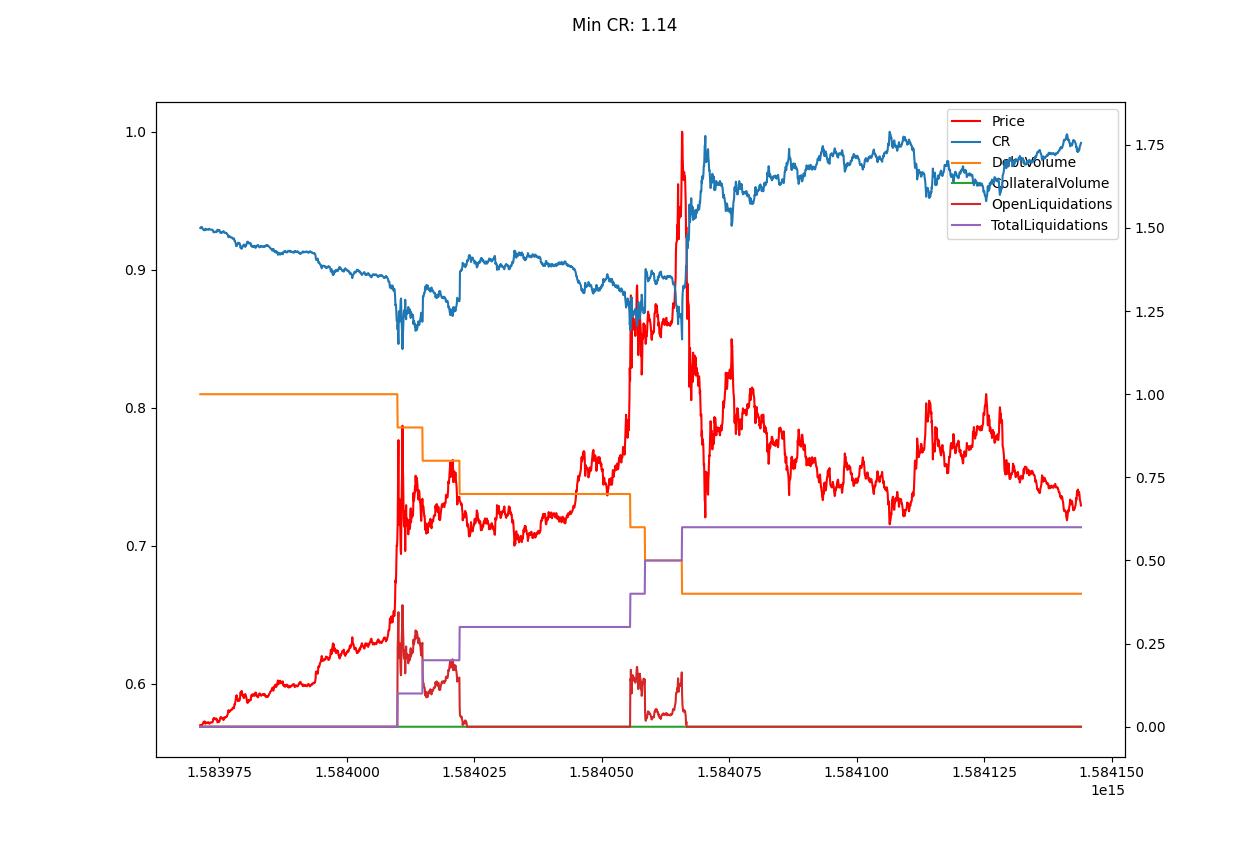 Min CR: 1.14
1.0
0.9
0.8
0.7
0.6
Price
CR
DebtVolume
CollateralVolume
OpenLiquidations
TotalLiquidations
1.75
1.50
1.25
1.00
0.75
0.50
0.25
0.00
1.583975 1.584000 1.584025 1.584050 1.584075 1.584100 1.584125 1.584150
1e15